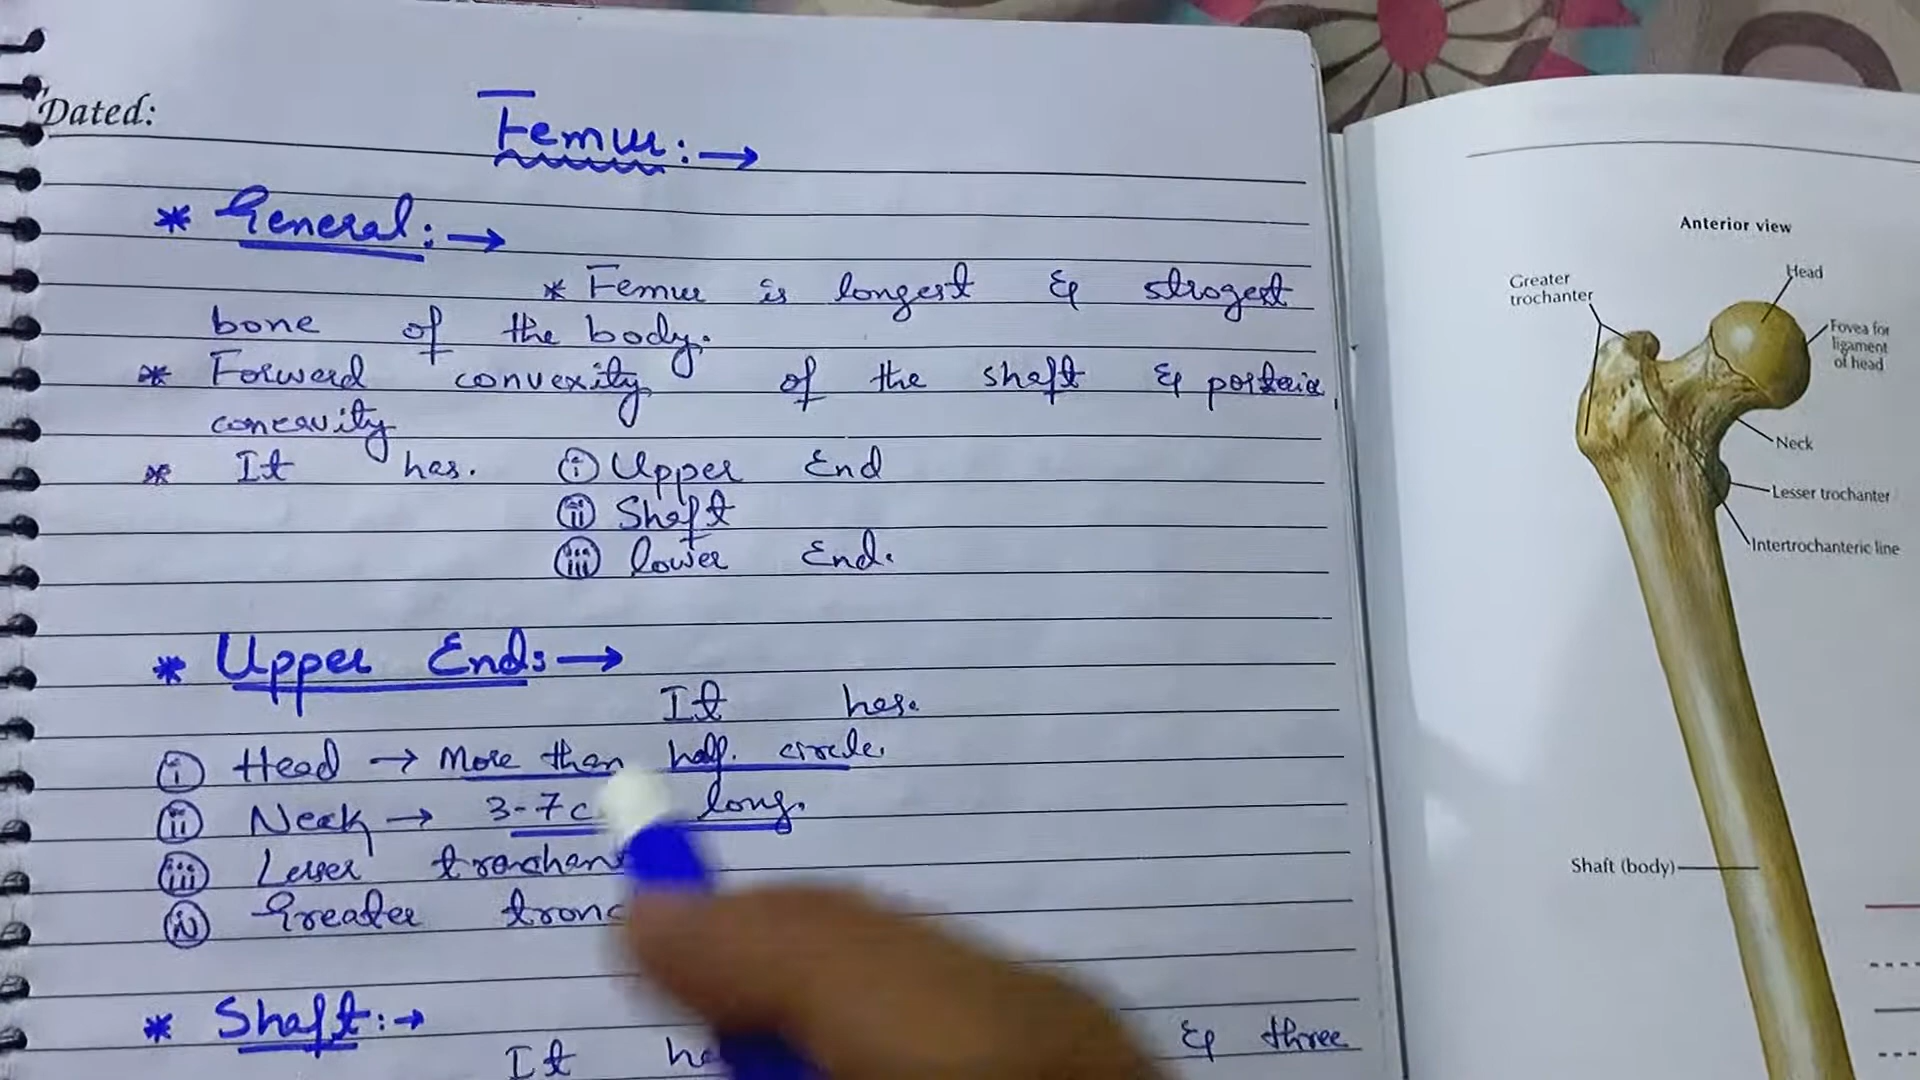 Dated:
Femur:→
* General:→
* Femur is longest & strogest
bone of the body.
* Forward convexity of the shaft &
concavity
* It has. (i) Upper End
(ii) Shaft
(iii) lower End.
* Upper End:→
It has.
(i) Head → More than half. circle.
(ii) Neck → 3-7c long.
(iii) Lesser
(iv) Greater
* Shaft:→
It & three
Anterior view
Greater
trochanter
Head
Fovea for
ligament
of head
Neck
Lesser trochanter
Intertrochanteric line
Shaft (body)